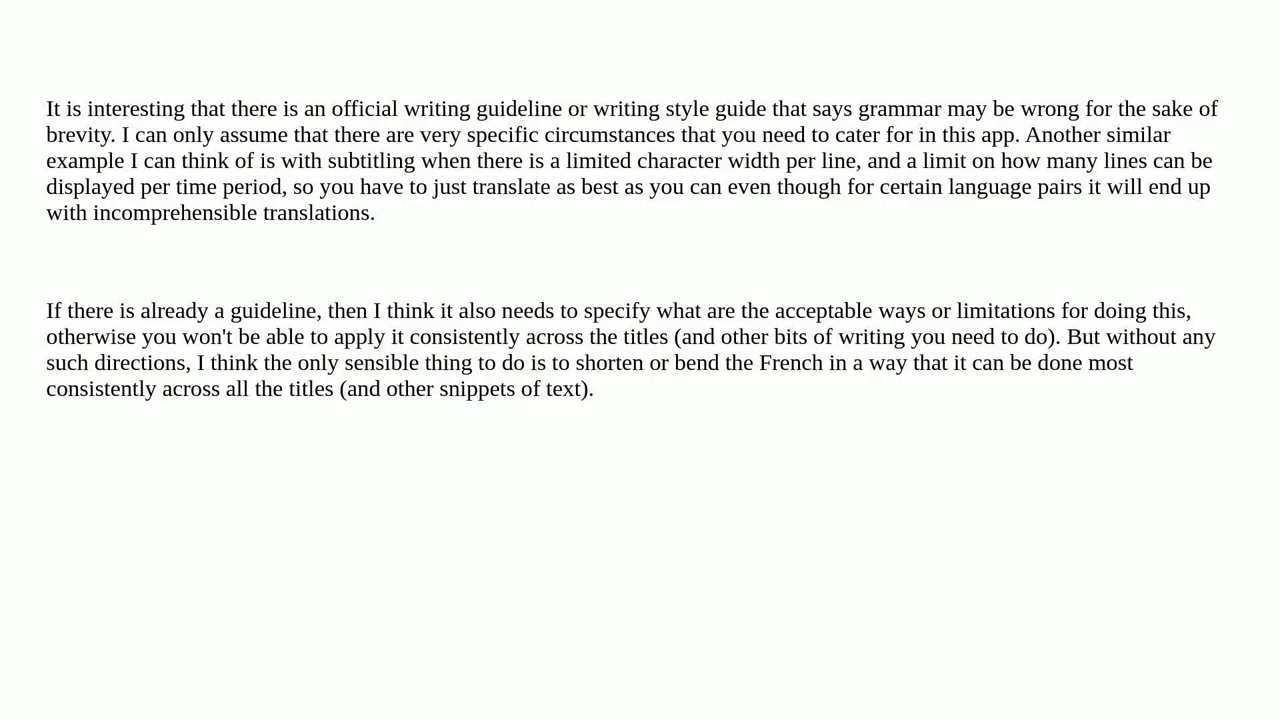 It is interesting that there is an official writing guideline or writing style guide that says grammar may be wrong for the sake of
brevity. I can only assume that there are very specific circumstances that you need to cater for in this app. Another similar
example I can think of is with subtitling when there is a limited character width per line, and a limit on how many lines can be
displayed per time period, so you have to just translate as best as you can even though for certain language pairs it will end up
with incomprehensible translations.
If there is already a guideline, then I think it also needs to specify what are the acceptable ways or limitations for doing this,
otherwise you won't be able to apply it consistently across the titles (and other bits of writing you need to do). But without any
such directions, I think the only sensible thing to do is to shorten or bend the French in a way that it can be done most
consistently across all the titles (and other snippets of text).